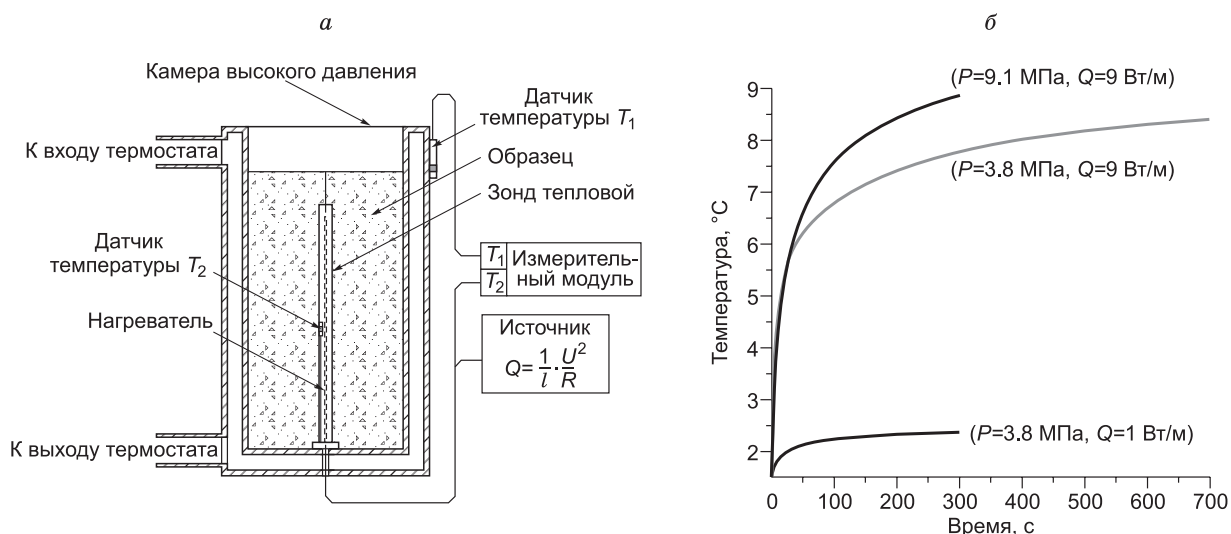 а
Камера высокого давления
Датчик
температуры T₁
К входу термостата
Образец
Зонд тепловой
Датчик
температуры T₂
T₁
T₂
Измеритель-
ный модуль
Нагреватель
Источник
Q=1/l·U²/R
К выходу термостата
б
9
8
7
6
5
4
3
2
Температура, °C
(P=9.1 МПа, Q=9 Вт/м)
(P=3.8 МПа, Q=9 Вт/м)
(P=3.8 МПа, Q=1 Вт/м)
0 100 200 300 400 500 600 700
Время, с